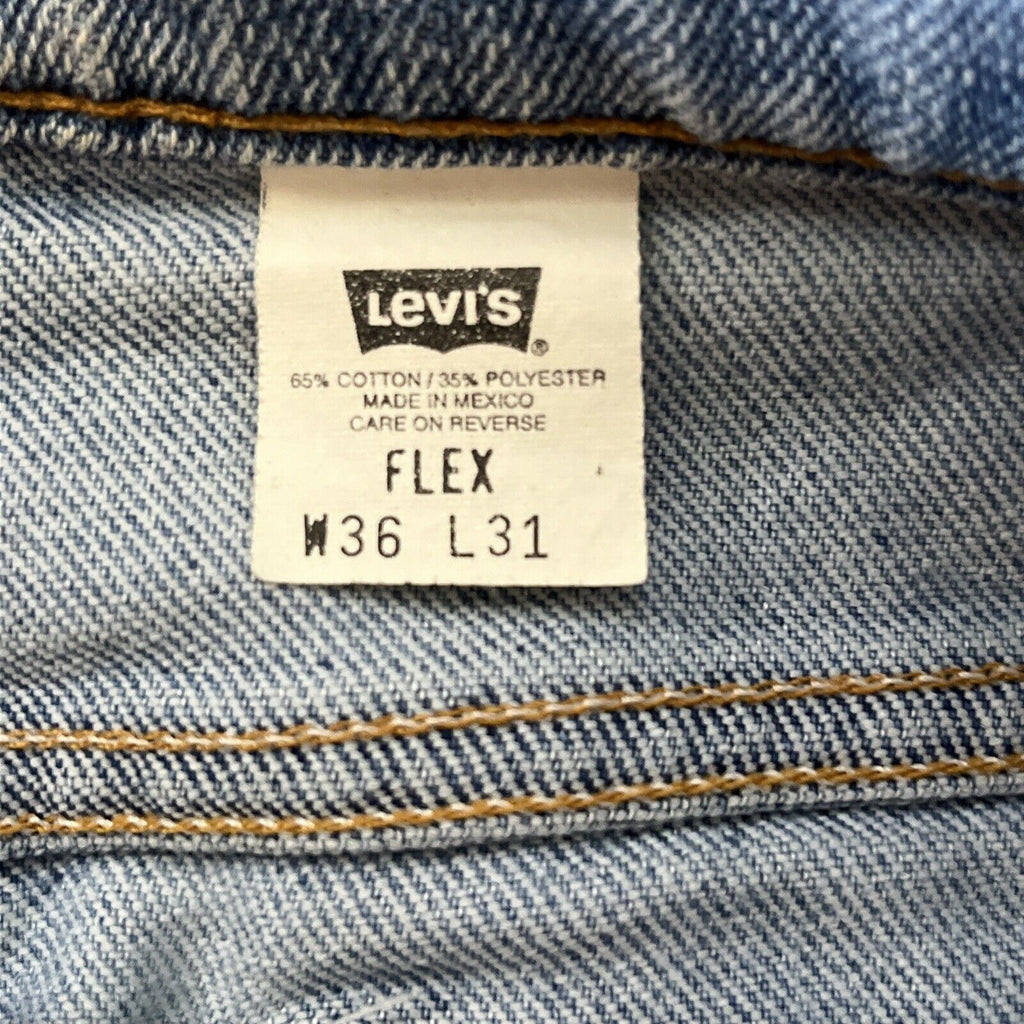 Levi's ®
65% COTTON / 35% POLYESTER
MADE IN MEXICO
CARE ON REVERSE
FLEX
W36 L31